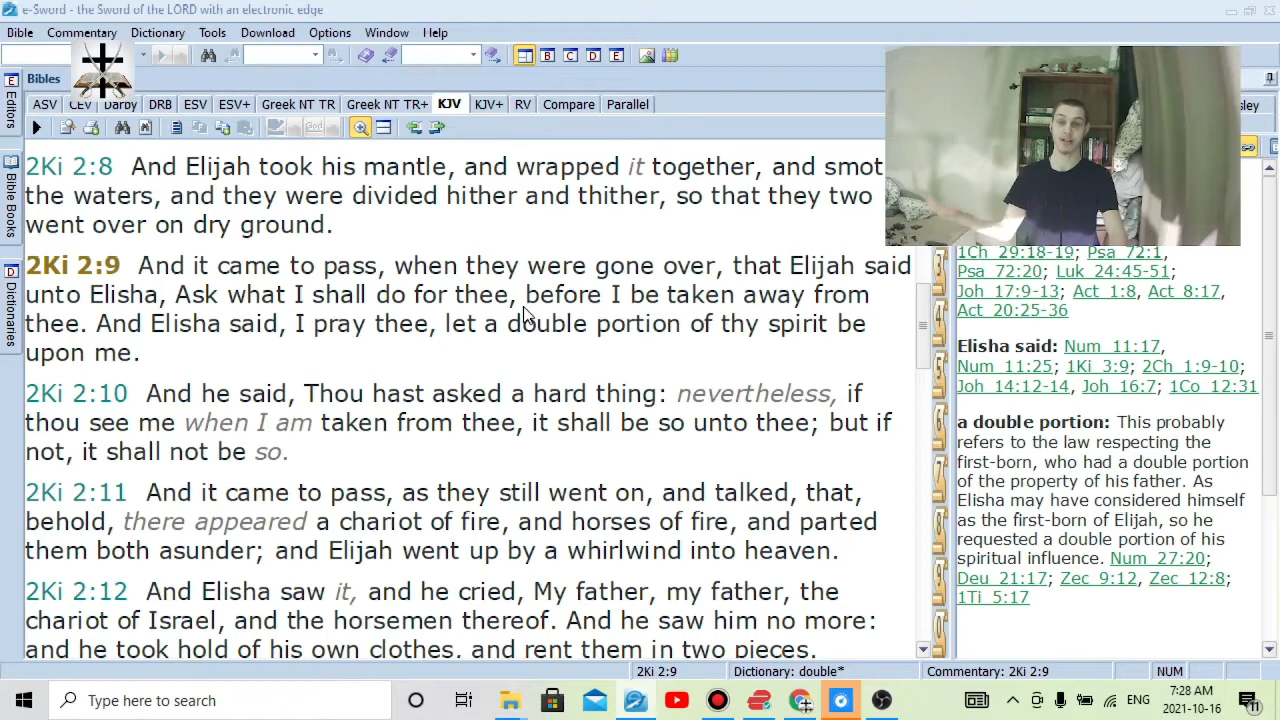 e-Sword - the Sword of the LORD with an electronic edge
Bible Commentary Dictionary Tools Download Options Window Help
B C D E
Bibles
ASV CEV Darby DRB ESV ESV+ Greek NT TR Greek NT TR+ KJV KJV+ RV Compare Parallel
sley
E Editors
Bible Books
D Dictionaries
2Ki 2:8 And Elijah took his mantle, and wrapped it together, and smote
the waters, and they were divided hither and thither, so that they two
went over on dry ground.
2Ki 2:9 And it came to pass, when they were gone over, that Elijah said
unto Elisha, Ask what I shall do for thee, before I be taken away from
thee. And Elisha said, I pray thee, let a double portion of thy spirit be
upon me.
2Ki 2:10 And he said, Thou hast asked a hard thing: nevertheless, if
thou see me when I am taken from thee, it shall be so unto thee; but if
not, it shall not be so.
2Ki 2:11 And it came to pass, as they still went on, and talked, that,
behold, there appeared a chariot of fire, and horses of fire, and parted
them both asunder; and Elijah went up by a whirlwind into heaven.
2Ki 2:12 And Elisha saw it, and he cried, My father, my father, the
chariot of Israel, and the horsemen thereof. And he saw him no more:
and he took hold of his own clothes, and rent them in two pieces.
3
4
5
6
7
8
9
0
1Ch 29:18-19; Psa 72:1,
Psa 72:20; Luk 24:45-51;
Joh 17:9-13; Act 1:8, Act 8:17,
Act 20:25-36
Elisha said: Num 11:17,
Num 11:25; 1Ki 3:9; 2Ch 1:9-10;
Joh 14:12-14, Joh 16:7; 1Co 12:31
a double portion: This probably
refers to the law respecting the
first-born, who had a double portion
of the property of his father. As
Elisha may have considered himself
as the first-born of Elijah, so he
requested a double portion of his
spiritual influence. Num 27:20;
Deu 21:17; Zec 9:12, Zec 12:8;
1Ti 5:17
2Ki 2:9 Dictionary: double* Commentary: 2Ki 2:9 NUM
Type here to search
ENG
7:28 AM
2021-10-16
11